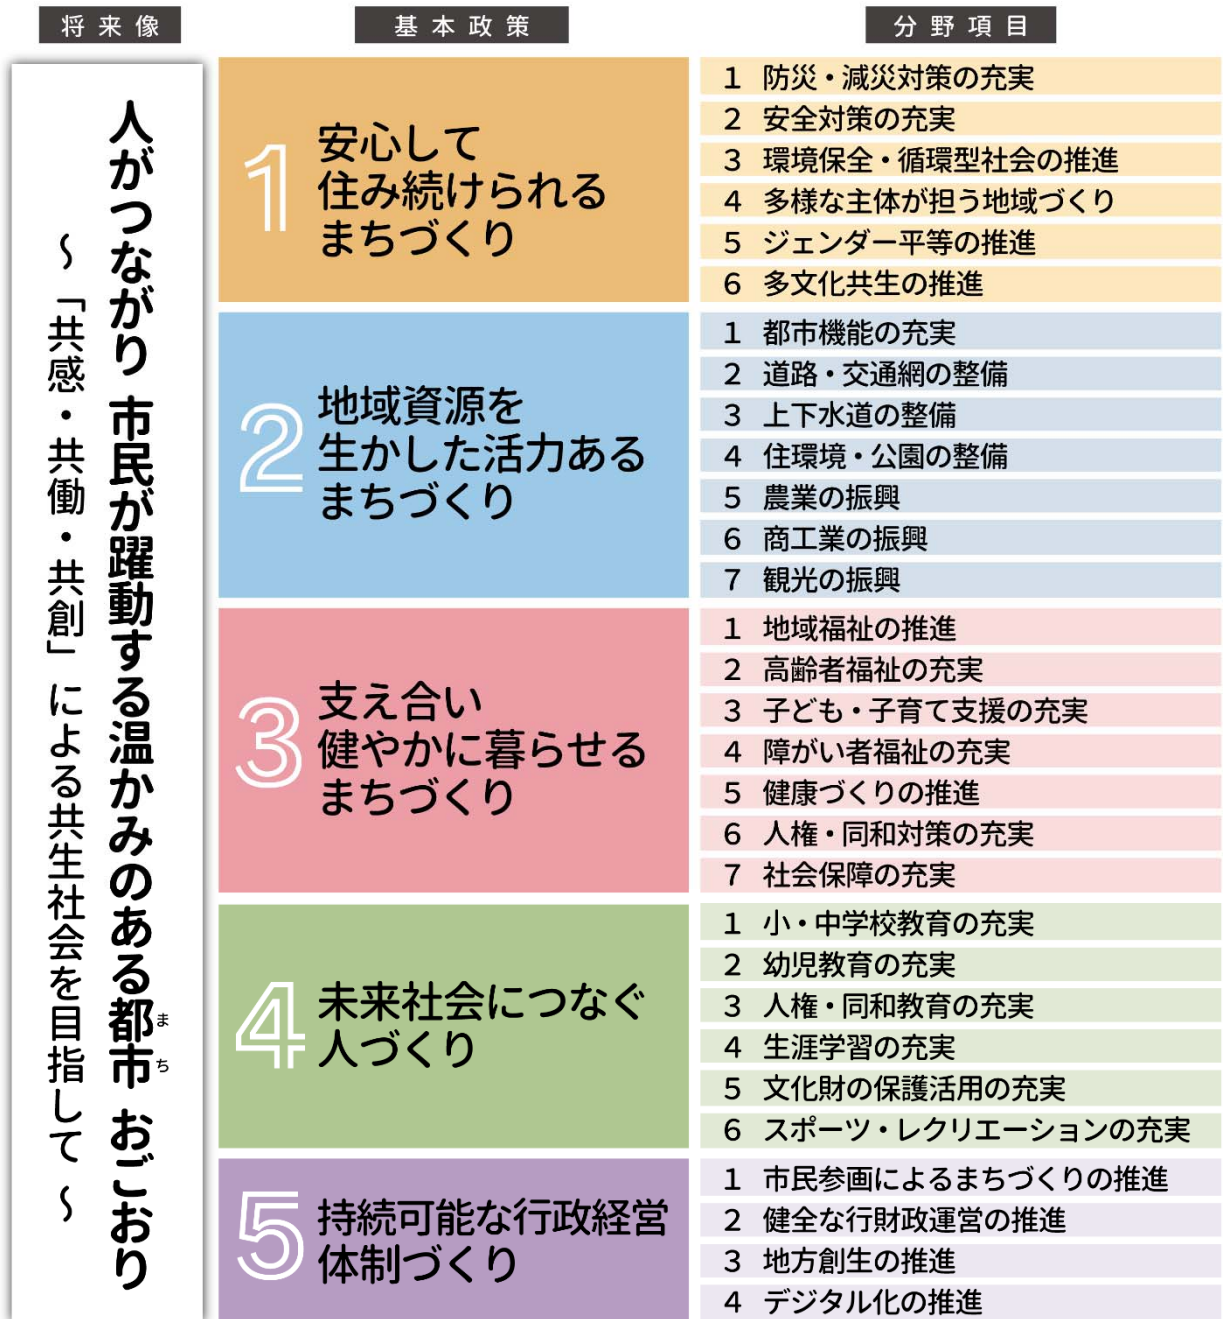 将来像
人がつながり 市民が躍動する温かみのある都市 おごおり
まち
～「共感・共働・共創」による共生社会を目指して～
基本政策
分野項目
1
安心して
住み続けられる
まちづくり
1 防災・減災対策の充実
2 安全対策の充実
3 環境保全・循環型社会の推進
4 多様な主体が担う地域づくり
5 ジェンダー平等の推進
6 多文化共生の推進
2
地域資源を
生かした活力ある
まちづくり
1 都市機能の充実
2 道路・交通網の整備
3 上下水道の整備
4 住環境・公園の整備
5 農業の振興
6 商工業の振興
7 観光の振興
3
支え合い
健やかに暮らせる
まちづくり
1 地域福祉の推進
2 高齢者福祉の充実
3 子ども・子育て支援の充実
4 障がい者福祉の充実
5 健康づくりの推進
6 人権・同和対策の充実
7 社会保障の充実
4
未来社会につなぐ
人づくり
1 小・中学校教育の充実
2 幼児教育の充実
3 人権・同和教育の充実
4 生涯学習の充実
5 文化財の保護活用の充実
6 スポーツ・レクリエーションの充実
5
持続可能な行政経営
体制づくり
1 市民参画によるまちづくりの推進
2 健全な行財政運営の推進
3 地方創生の推進
4 デジタル化の推進